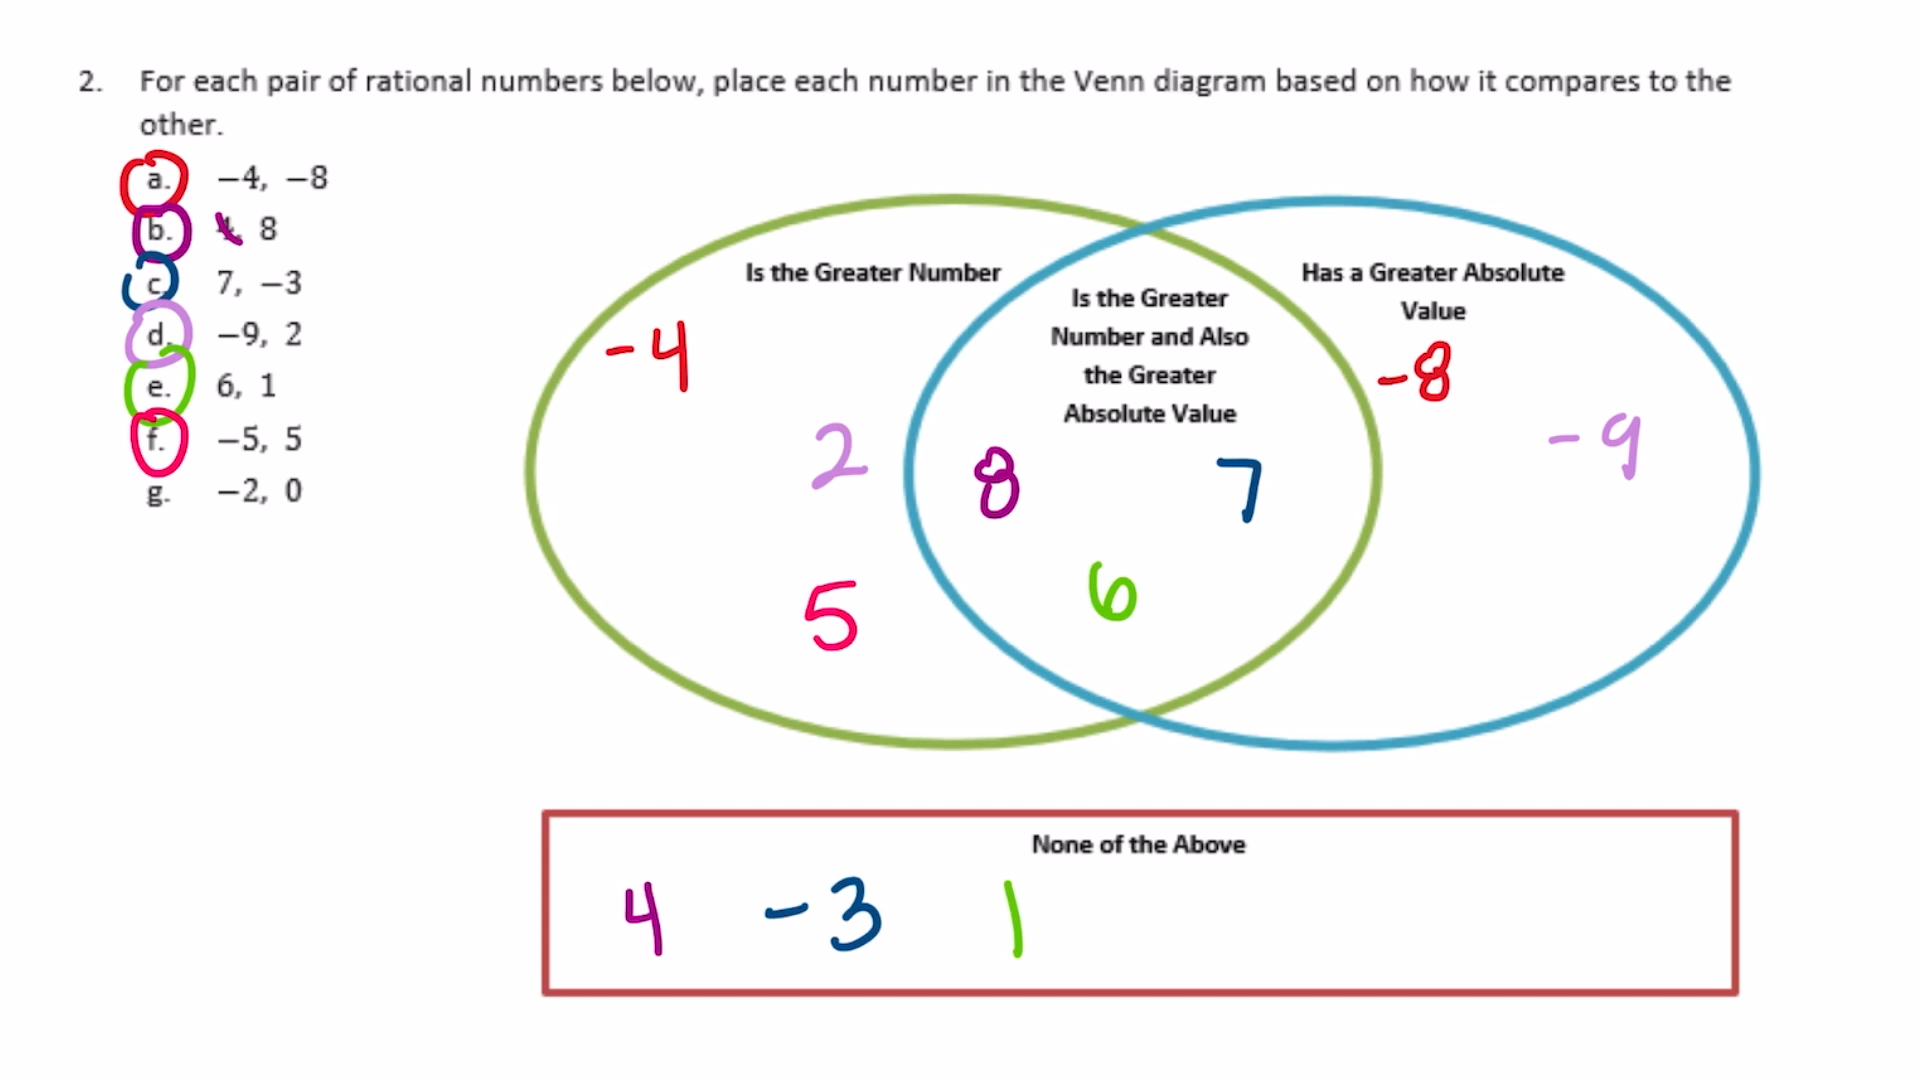 2. For each pair of rational numbers below, place each number in the Venn diagram based on how it compares to the
other.
a. −4, −8
b. 4, 8
c. 7, −3
d. −9, 2
e. 6, 1
f. −5, 5
g. −2, 0
Is the Greater Number
Is the Greater
Number and Also
the Greater
Absolute Value
Has a Greater Absolute
Value
-4
-8
2
8
7
-9
5
6
None of the Above
4 -3 1